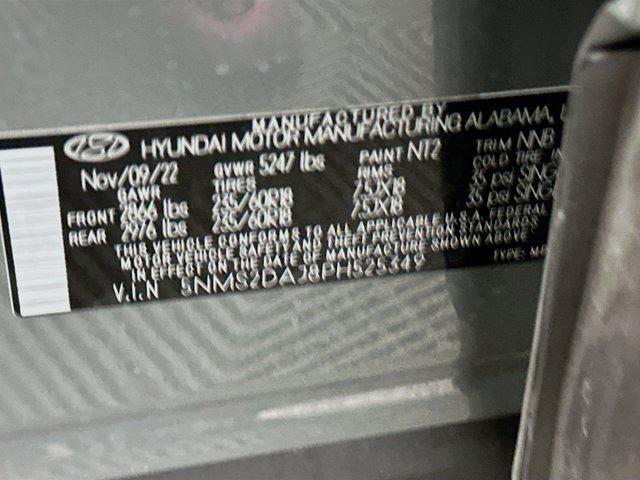 MANUFACTURED BY
HYUNDAI MOTOR MANUFACTURING ALABAMA,
Nov/09/22 GVWR 5247 lbs PAINT NT2 TRIM NNB
GAWR TIRES RIMS COLD TIRE
FRONT 2866 lbs 235/60R18 7.5JX18 35 psi SING
REAR 2976 lbs 235/60R18 7.5JX18 35 psi SING
THIS VEHICLE CONFORMS TO ALL APPLICABLE U.S.A. FEDERAL
MOTOR VEHICLE SAFETY AND THEFT PREVENTION STANDARDS
IN EFFECT ON THE DATE OF MANUFACTURE SHOWN ABOVE
V.I.N 5NMS2DAJ8PH525349 TYPE: